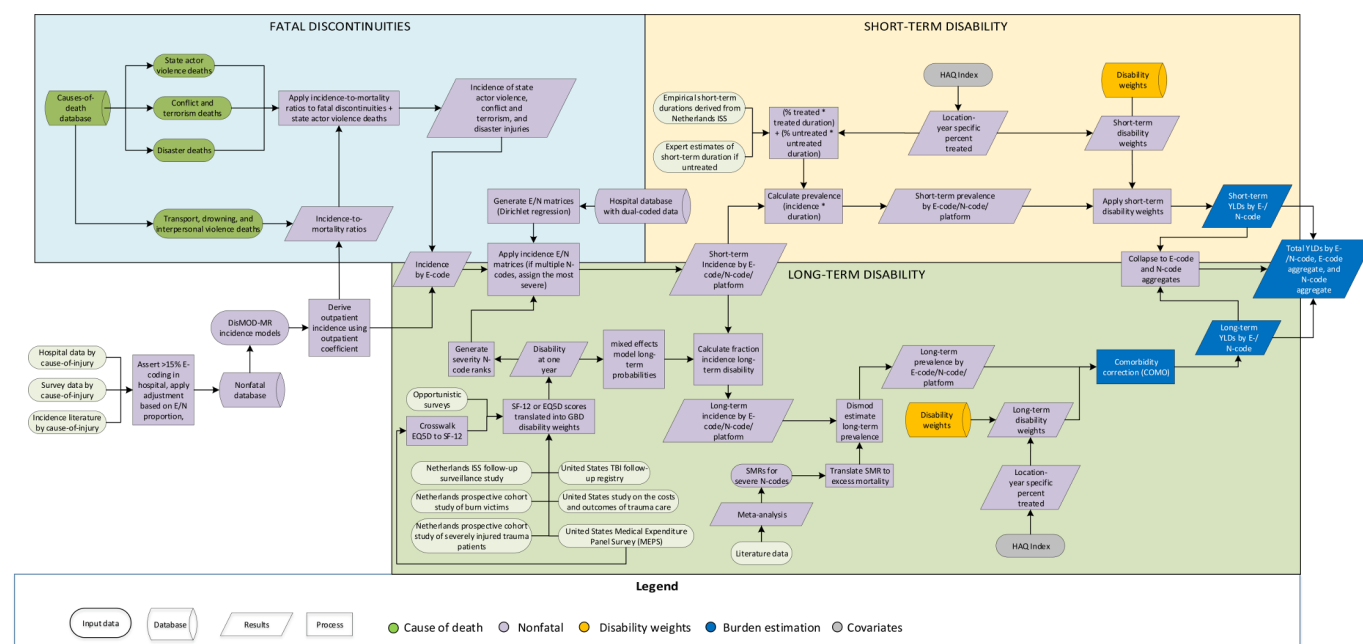 FATAL DISCONTINUITIES
State actor
violence deaths
Causes-of-
death
database
Conflict and
terrorism deaths
Disaster deaths
Transport, drowning, and
interpersonal violence deaths
Apply incidence-to-mortality
ratios to fatal discontinuities +
state actor violence deaths
Incidence of state
actor violence,
conflict and
terrorism, and
disaster injuries
Incidence-to-
mortality ratios
Generate E/N matrices
(Dirichlet regression)
Hospital database
with dual-coded data
SHORT-TERM DISABILITY
HAQ Index
Disability
weights
Empirical short-term
durations derived from
Netherlands ISS
Expert estimates of
short-term duration if
untreated
(% treated *
treated duration)
+ (% untreated *
untreated
duration)
Location-
year specific
percent
treated
Short-term
disability
weights
Calculate prevalence
(incidence *
duration)
Short-term prevalence
by E-code/N-code/
platform
Apply short-term
disability weights
Short-term
YLDs by E-/
N-code
Total YLDs by E-
/N-code, E-code
aggregate, and
N-code
aggregate
Collapse to E-code
and N-code
aggregates
LONG-TERM DISABILITY
Incidence
by E-code
Apply incidence E/N
matrices (if multiple N-
codes, assign the most
severe)
Short-term
Incidence by E-
code/N-code/
platform
Derive
outpatient
incidence using
outpatient
coefficient
DisMOD-MR
incidence models
Hospital data by
cause-of-injury
Survey data by
cause-of-injury
Incidence literature
by cause-of-injury
Assert >15% E-
coding in
hospital, apply
adjustment
based on E/N
proportion,
Nonfatal
database
Generate
severity N-
code ranks
Disability
at one
year
mixed effects
model long-
term
probabilities
Calculate fraction
incidence long-
term disability
Long-term
prevalence by
E-code/N-code/
platform
Comorbidity
correction (COMO)
Long-term
YLDs by E-/
N-code
Opportunistic
surveys
Crosswalk
EQ5D to SF-12
SF-12 or EQ5D scores
translated into GBD
disability weights
Long-term
incidence by E-
code/N-code/
platform
Dismod
estimate
long-term
prevalence
Disability
weights
Long-term
disability
weights
Netherlands ISS follow-up
surveillance study
United States TBI follow-
up registry
Netherlands prospective cohort
study of burn victims
United States study on the costs
and outcomes of trauma care
Netherlands prospective cohort
study of severely injured trauma
patients
United States Medical Expenditure
Panel Survey (MEPS)
SMRs for
severe N-codes
Translate SMR to
excess mortality
Meta-analysis
Literature data
Location-
year specific
percent
treated
HAQ Index
Legend
Input data
Database
Results
Process
Cause of death
Nonfatal
Disability weights
Burden estimation
Covariates